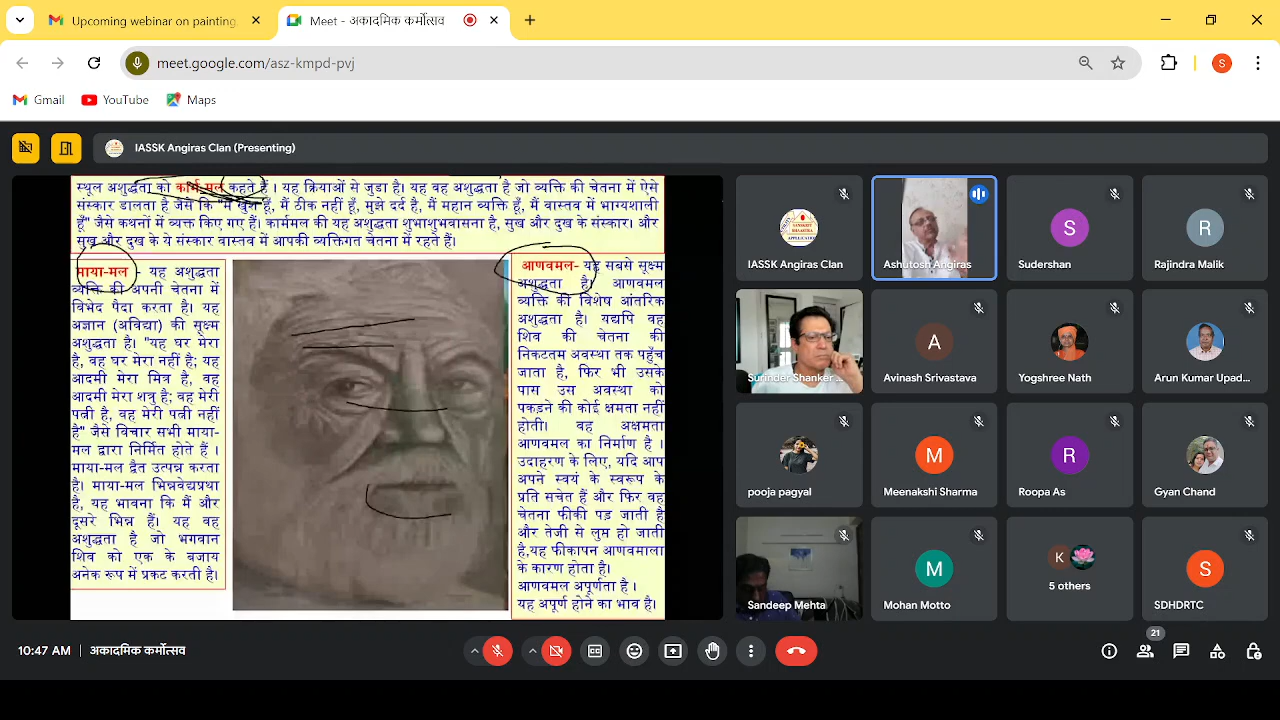 Upcoming webinar on painting,
Meet - अकादमिक कर्मोत्सव
meet.google.com/asz-kmpd-pvj
S
Gmail
YouTube
Maps
IASSK Angiras Clan (Presenting)
स्थूल अशुद्धता को कार्म मल कहते हैं । यह क्रियाओं से जुडा है। यह वह अशुद्धता है जो व्यक्ति की चेतना में ऐसे
संस्कार डालता है जैसे कि "मैं खुश हूँ, मैं ठीक नहीं हूँ, मुझे दर्द है, मैं महान व्यक्ति हूँ, मैं वास्तव में भाग्यशाली
हूँ" जैसे कथनों में व्यक्त किए गए हैं। कार्ममल की यह अशुद्धता शुभाशुभवासना है, सुख और दुख के संस्कार। और
सुख और दुख के ये संस्कार वास्तव में आपकी व्यक्तिगत चेतना में रहते हैं।
माया-मल - यह अशुद्धता
व्यक्ति की अपनी चेतना में
विभेद पैदा करता है। यह
अज्ञान (अविद्या) की सूक्ष्म
अशुद्धता है। "यह घर मेरा
है, वह घर मेरा नहीं है; यह
आदमी मेरा मित्र है, वह
आदमी मेरा शत्रु है; वह मेरी
पत्नी है, वह मेरी पत्नी नहीं
है" जैसे विचार सभी माया-
मल द्वारा निर्मित होते हैं ।
माया-मल द्वैत उत्पन्न करता
है। माया-मल भिन्नवेद्यप्रथा
है, यह भावना कि मैं और
दूसरे भिन्न हैं। यह वह
अशुद्धता है जो भगवान
शिव को एक के बजाय
अनेक रूप में प्रकट करती है।
आणवमल- यह सबसे सूक्ष्म
अशुद्धता है। आणवमल
व्यक्ति की विशेष आंतरिक
अशुद्धता है। यद्यपि वह
शिव की चेतना की
निकटतम अवस्था तक पहुँच
जाता है, फिर भी उसके
पास उस अवस्था को
पकड़ने की कोई क्षमता नहीं
होती। वह अक्षमता
आणवमल का निर्माण है ।
उदाहरण के लिए, यदि आप
अपने स्वयं के स्वरूप के
प्रति सचेत हैं और फिर वह
चेतना फीकी पड़ जाती है
और तेजी से लुप्त हो जाती
है,यह फीकापन आणवमाला
के कारण होता है।
आणवमल अपूर्णता है ।
यह अपूर्ण होने का भाव है।
IASSK Angiras Clan
Ashutosh Angiras
S
Sudershan
R
Rajindra Malik
Surinder Shanker ...
A
Avinash Srivastava
Yogshree Nath
Arun Kumar Upad...
pooja pagyal
M
Meenakshi Sharma
R
Roopa As
Gyan Chand
Sandeep Mehta
M
Mohan Motto
K
5 others
S
SDHDRTC
10:47 AM
अकादमिक कर्मोत्सव
21